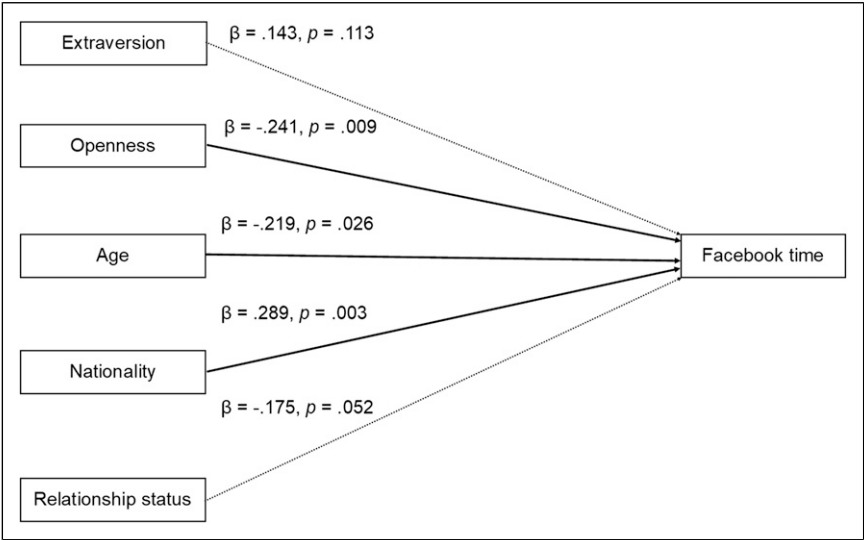 Extraversion
β = .143, p = .113
Openness
β = -.241, p = .009
Age
β = -.219, p = .026
Facebook time
Nationality
β = .289, p = .003
Relationship status
β = -.175, p = .052